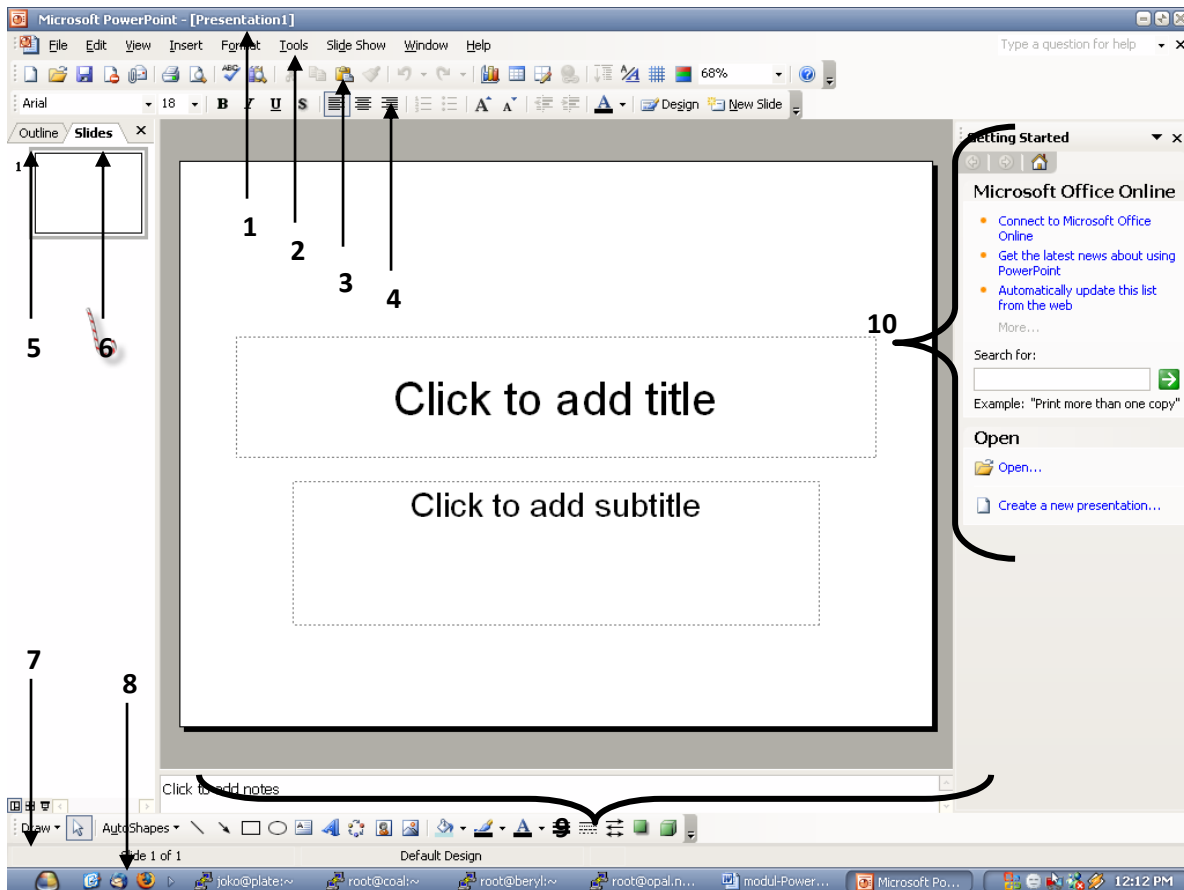 Microsoft PowerPoint - [Presentation1]
File Edit View Insert Format Tools Slide Show Window Help Type a question for help
ABC 68%
Arial 18 B I U S A A A Design New Slide
Outline Slides
Getting Started
1
Microsoft Office Online
Connect to Microsoft Office
Online
Get the latest news about using
PowerPoint
Automatically update this list
from the web
More...
Search for:
Example: "Print more than one copy"
Open
Open...
Create a new presentation...
1
2
3
4
5
6
10
Click to add title
Click to add subtitle
7
8
Click to add notes
Draw AutoShapes
Slide 1 of 1 Default Design
joko@plate:~ root@coal:~ root@beryl:~ root@opal.n... modul-Power... Microsoft Po... 12:12 PM